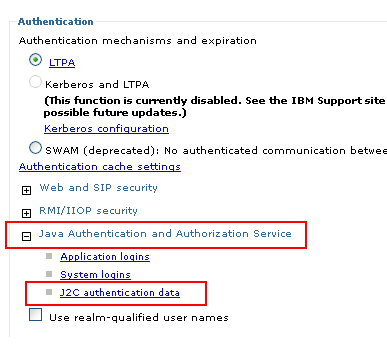 Authentication
Authentication mechanisms and expiration
LTPA
Kerberos and LTPA
(This function is currently disabled. See the IBM Support site
possible future updates.)
Kerberos configuration
SWAM (deprecated): No authenticated communication betwee
Authentication cache settings
Web and SIP security
RMI/IIOP security
Java Authentication and Authorization Service
Application logins
System logins
J2C authentication data
Use realm-qualified user names